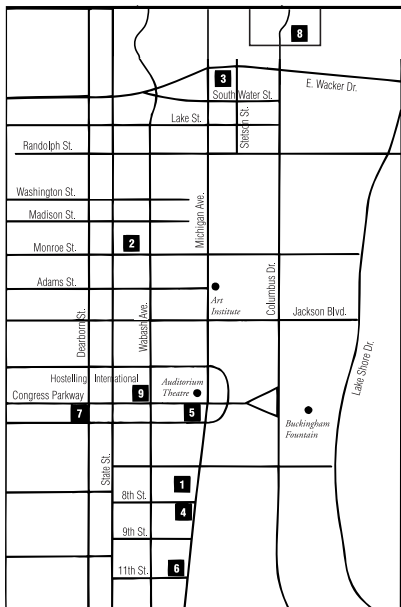 8
3
E. Wacker Dr.
South Water St.
Lake St.
Stetson St.
Randolph St.
Washington St.
Michigan Ave.
Madison St.
2
Monroe St.
Adams St.
Columbus Dr.
Art
Institute
Jackson Blvd.
Dearborn St.
Wabash Ave.
Lake Shore Dr.
Hostelling International
Auditorium
Theatre
9
Congress Parkway
7
5
Buckingham
Fountain
State St.
1
8th St.
4
9th St.
11th St.
6